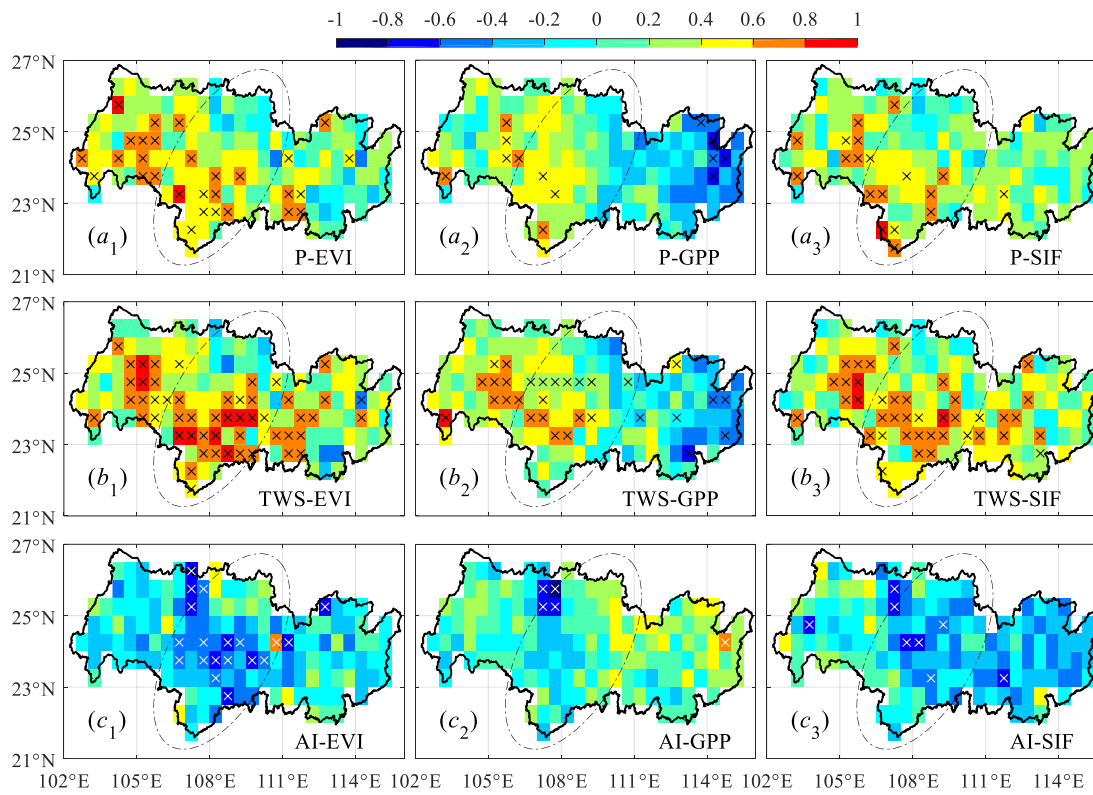 -1 -0.8 -0.6 -0.4 -0.2 0 0.2 0.4 0.6 0.8 1
27°N
25°N
23°N
21°N
(a1) P-EVI
(a2) P-GPP
(a3) P-SIF
27°N
25°N
23°N
21°N
(b1) TWS-EVI
(b2) TWS-GPP
(b3) TWS-SIF
27°N
25°N
23°N
21°N
(c1) AI-EVI
(c2) AI-GPP
(c3) AI-SIF
102°E 105°E 108°E 111°E 114°E 102°E 105°E 108°E 111°E 114°E 102°E 105°E 108°E 111°E 114°E